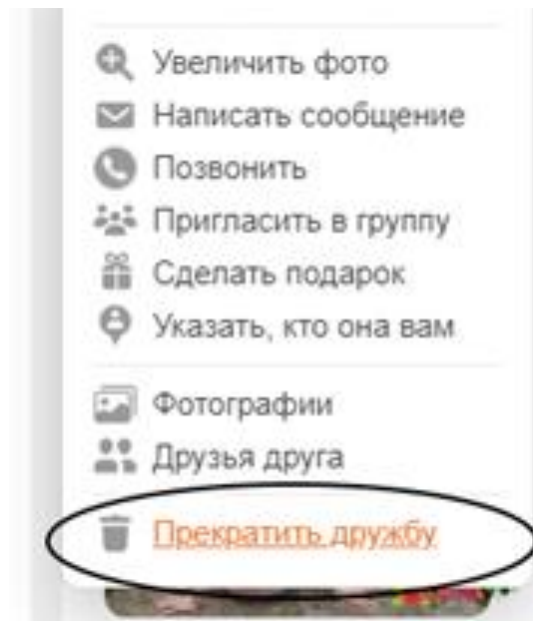 Увеличить фото
Написать сообщение
Позвонить
Пригласить в группу
Сделать подарок
Указать, кто она вам
Фотографии
Друзья друга
Прекратить дружбу